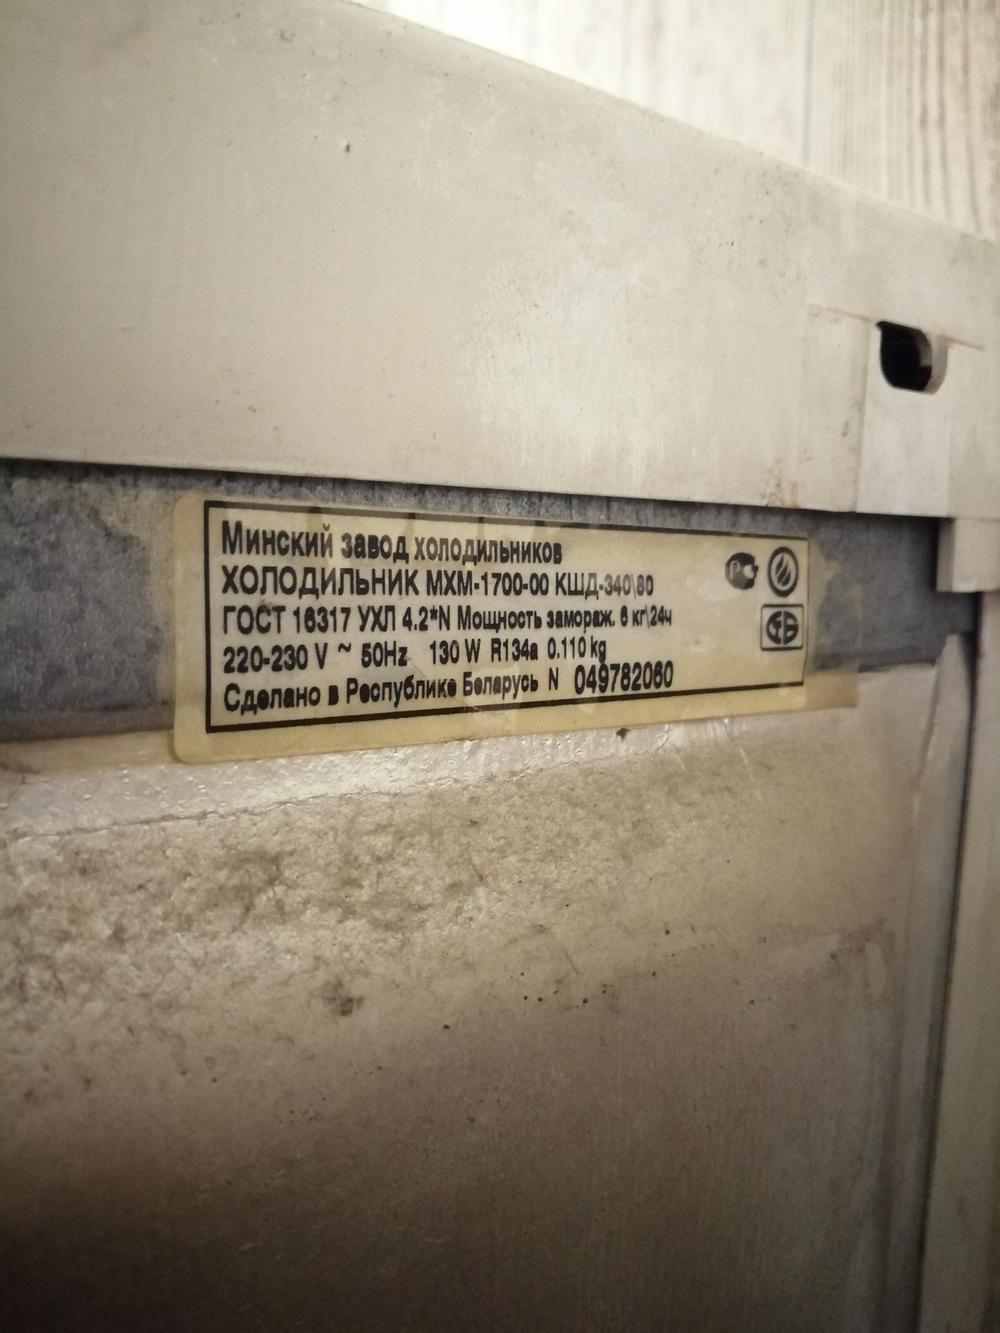 Минский завод холодильников
ХОЛОДИЛЬНИК МХМ-1700-00 КШД-340\80
ГОСТ 16317 УХЛ 4.2*N Мощность замораж. 6 кг\24ч
220-230 V ~ 50Hz 130 W R134a 0.110 kg
Сделано в Республике Беларусь N 049782060